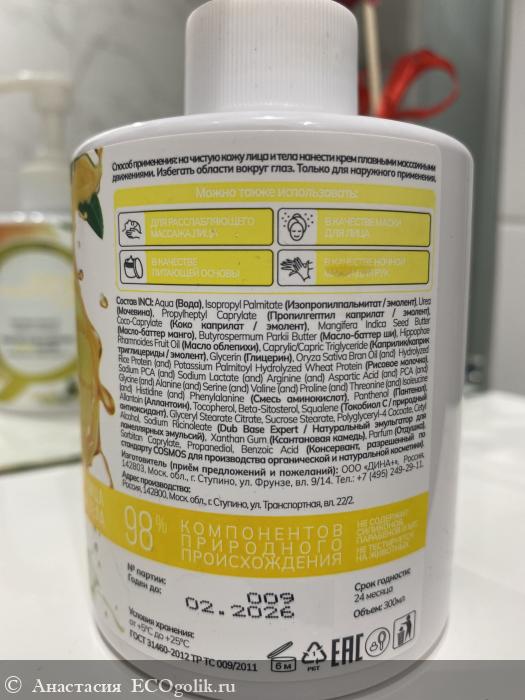 Способ применения: на чистую кожу лица и тела нанести крем плавными массажными
движениями. Избегать области вокруг глаз. Только для наружного применения.
Можно также использовать:
ДЛЯ РАССЛАБЛЯЮЩЕГО
МАССАЖА ЛИЦА
В КАЧЕСТВЕ МАСКИ
ДЛЯ ЛИЦА
В КАЧЕСТВЕ
ПИТАЮЩЕЙ ОСНОВЫ
В КАЧЕСТВЕ НОЧНОЙ
РУК
Состав INCI: Aqua (Вода), Isopropyl Palmitate (Изопропилпальмитат / эмолент), Urea
(Мочевина), Propylheptyl Caprylate (Пропилгептил каприлат / эмолент),
Coco-Caprylate (Коко каприлат / эмолент), Mangifera Indica Seed Butter
(Масло-баттер манго), Butyrospermum Parkii Butter (Масло-баттер ши), Hippophae
Rhamnoides Fruit Oil (Масло облепихи), Caprylic/Capric Triglyceride (Каприлик/каприк
триглицериды / эмолент), Glycerin (Глицерин), Oryza Sativa Bran Oil and Hydrolyzed
Rice Protein (and) Potassium Palmitoyl Hydrolyzed Wheat Protein (Рисовое молочко),
Sodium PCA (and) Sodium Lactate (and) Arginine (and) Aspartic Acid (and) PCA (and)
Glycine (and) Alanine (and) Serine (and) Valine (and) Proline (and) Threonine (and) Isoleucine
(and) Histidine (and) Phenylalanine (Смесь аминокислот), Panthenol (Пантенол),
Allantoin (Аллантоин), Tocopherol, Beta-Sitosterol, Squalene (Токобиол С / природный
антиоксидант), Glyceryl Stearate Citrate, Sucrose Stearate, Polyglyceryl-4 Cocoate, Cetyl
Alcohol, Sodium Ricinoleate (Dub Base Expert / Натуральный эмульгатор для
ламеллярных эмульсий), Xanthan Gum (Ксантановая камедь), Parfum (Отдушка),
Sorbitan Caprylate, Propanediol, Benzoic Acid (Консервант, разрешенный по
стандарту COSMOS для производства органической и натуральной косметики).
Изготовитель (приём предложений и пожеланий): ООО «ДИНА+», Россия,
142803, Моск. обл., г. Ступино, ул. Фрунзе, вл. 9/14. Тел.: +7 (495) 249-29-11.
Адрес производства:
Россия, 142800, Моск. обл., г. Ступино, ул. Транспортная, вл. 22/2.
98%
КОМПОНЕНТОВ
ПРИРОДНОГО
ПРОИСХОЖДЕНИЯ
НЕ СОДЕРЖИТ
СИЛИКОНОВ,
ПАРАБЕНОВ И
НЕ ТЕСТИРУЕТСЯ
НА ЖИВОТНЫХ
№ партии:
Годен до:
009
02.2026
Срок годности:
24 месяца
Объем: 300мл
Условия хранения:
от +5°С до +25°С
ГОСТ 31460-2012 ТР ТС 009/2011
6 м
1
PET
ЕАС
© Анастасия ECOgolik.ru